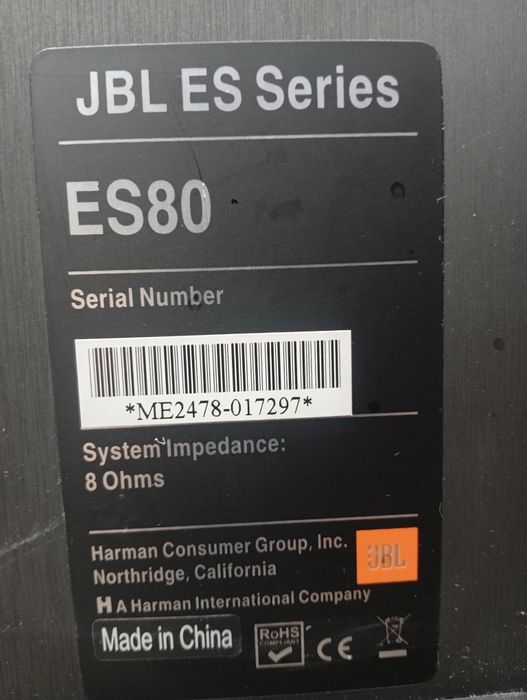 JBL ES Series
ES80
Serial Number
*ME2478-017297*
System Impedance:
8 Ohms
Harman Consumer Group, Inc.
Northridge, California
JBL
H A Harman International Company
Made in China
RoHS
COMPLIANT
CE